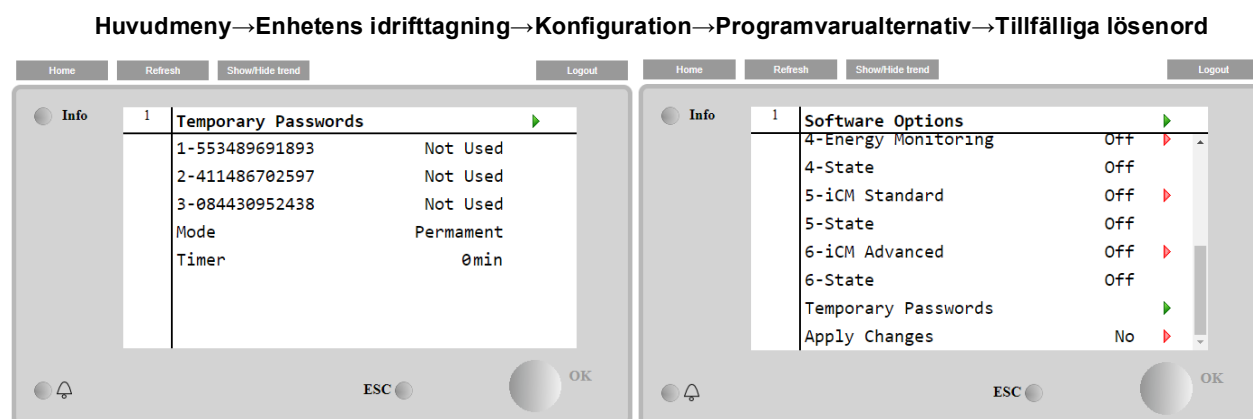 Huvudmeny→Enhetens idrifttagning→Konfiguration→Programvarualternativ→Tillfälliga lösenord
Home Refresh Show/Hide trend Logout
Info
1 Temporary Passwords
1-553489691893 Not Used
2-411486702597 Not Used
3-084430952438 Not Used
Mode Permament
Timer 0min
ESC OK
Home Refresh Show/Hide trend Logout
Info
1 Software Options
4-Energy Monitoring Off
4-State Off
5-iCM Standard Off
5-State Off
6-iCM Advanced Off
6-State Off
Temporary Passwords
Apply Changes No
ESC OK